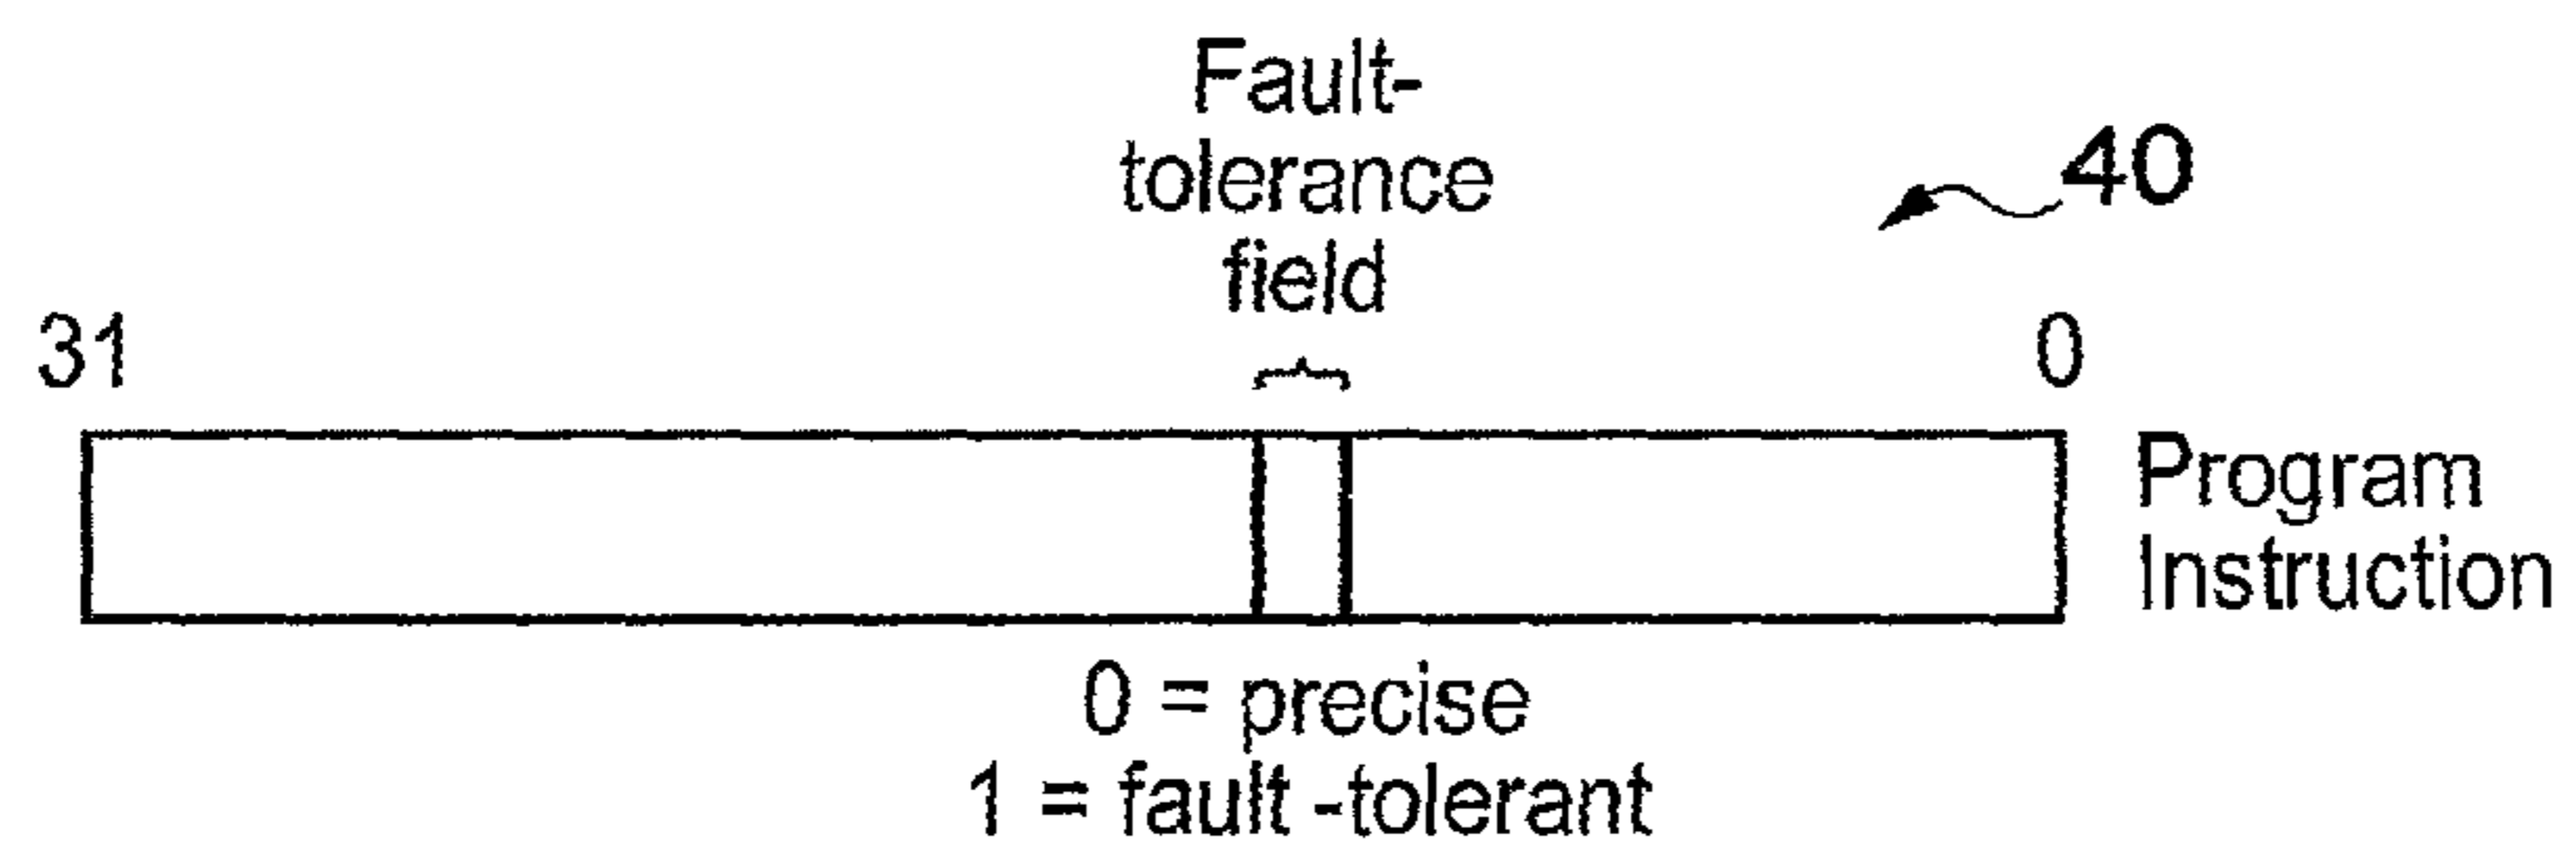 Fault-
tolerance
field
40
31
0
Program
Instruction
0 = precise
1 = fault -tolerant